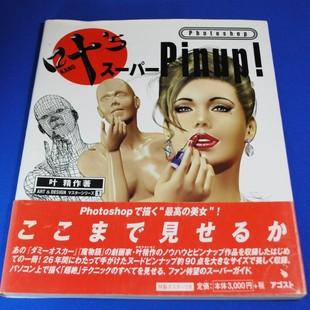 Photoshop
叶's
KANO
スーパー Pinup!
叶 精作著
ART & DESIGN マスターシリーズ 1
Photoshopで描く“最高の美女”!
ここまで見せるか
あの「ダミーオスカー」「魔物語」の劇画家・叶精作のノウハウとピンナップ作品を収録したはじめ
ての一冊! 26年間にわたって手がけたヌードピンナップ約90点を大きなサイズで美しく収録。
パソコン上で描く「超絶」テクニックのすべてを見せる、ファン待望のスーパーガイド
定価:本体3,000円+税
アゴスト